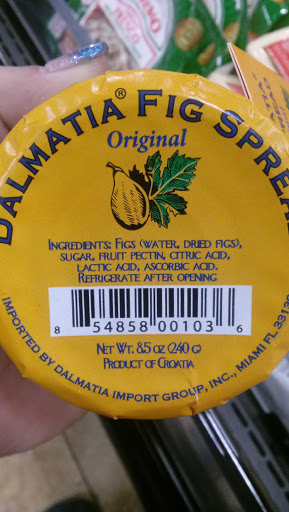 DALMATIA® FIG SPREAD
Original
INGREDIENTS: FIGS (WATER, DRIED FIGS),
SUGAR, FRUIT PECTIN, CITRIC ACID,
LACTIC ACID, ASCORBIC ACID.
REFRIGERATE AFTER OPENING
8 54858 00103 6
NET WT. 8.5 OZ (240 G)
PRODUCT OF CROATIA
IMPORTED BY DALMATIA IMPORT GROUP, INC., MIAMI FL 33139